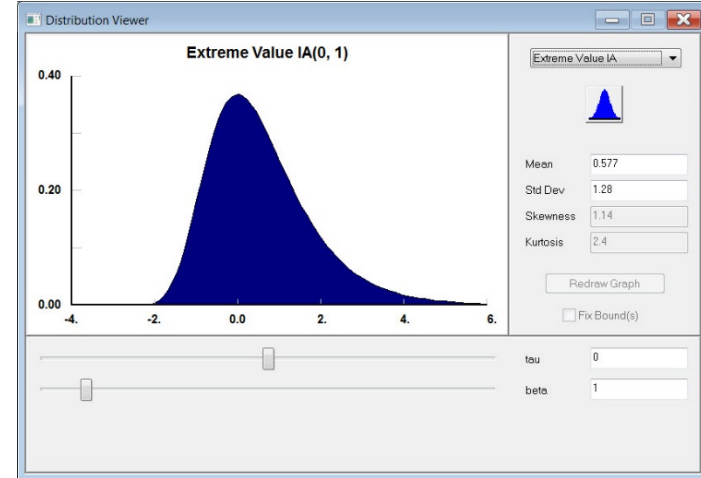 Distribution Viewer
Extreme Value IA(0, 1)
0.40
0.20
0.00
-4.
-2.
0.0
2.
4.
6.
Extreme Value IA
Mean 0.577
Std Dev 1.28
Skewness 1.14
Kurtosis 2.4
Redraw Graph
Fix Bound(s)
tau 0
beta 1